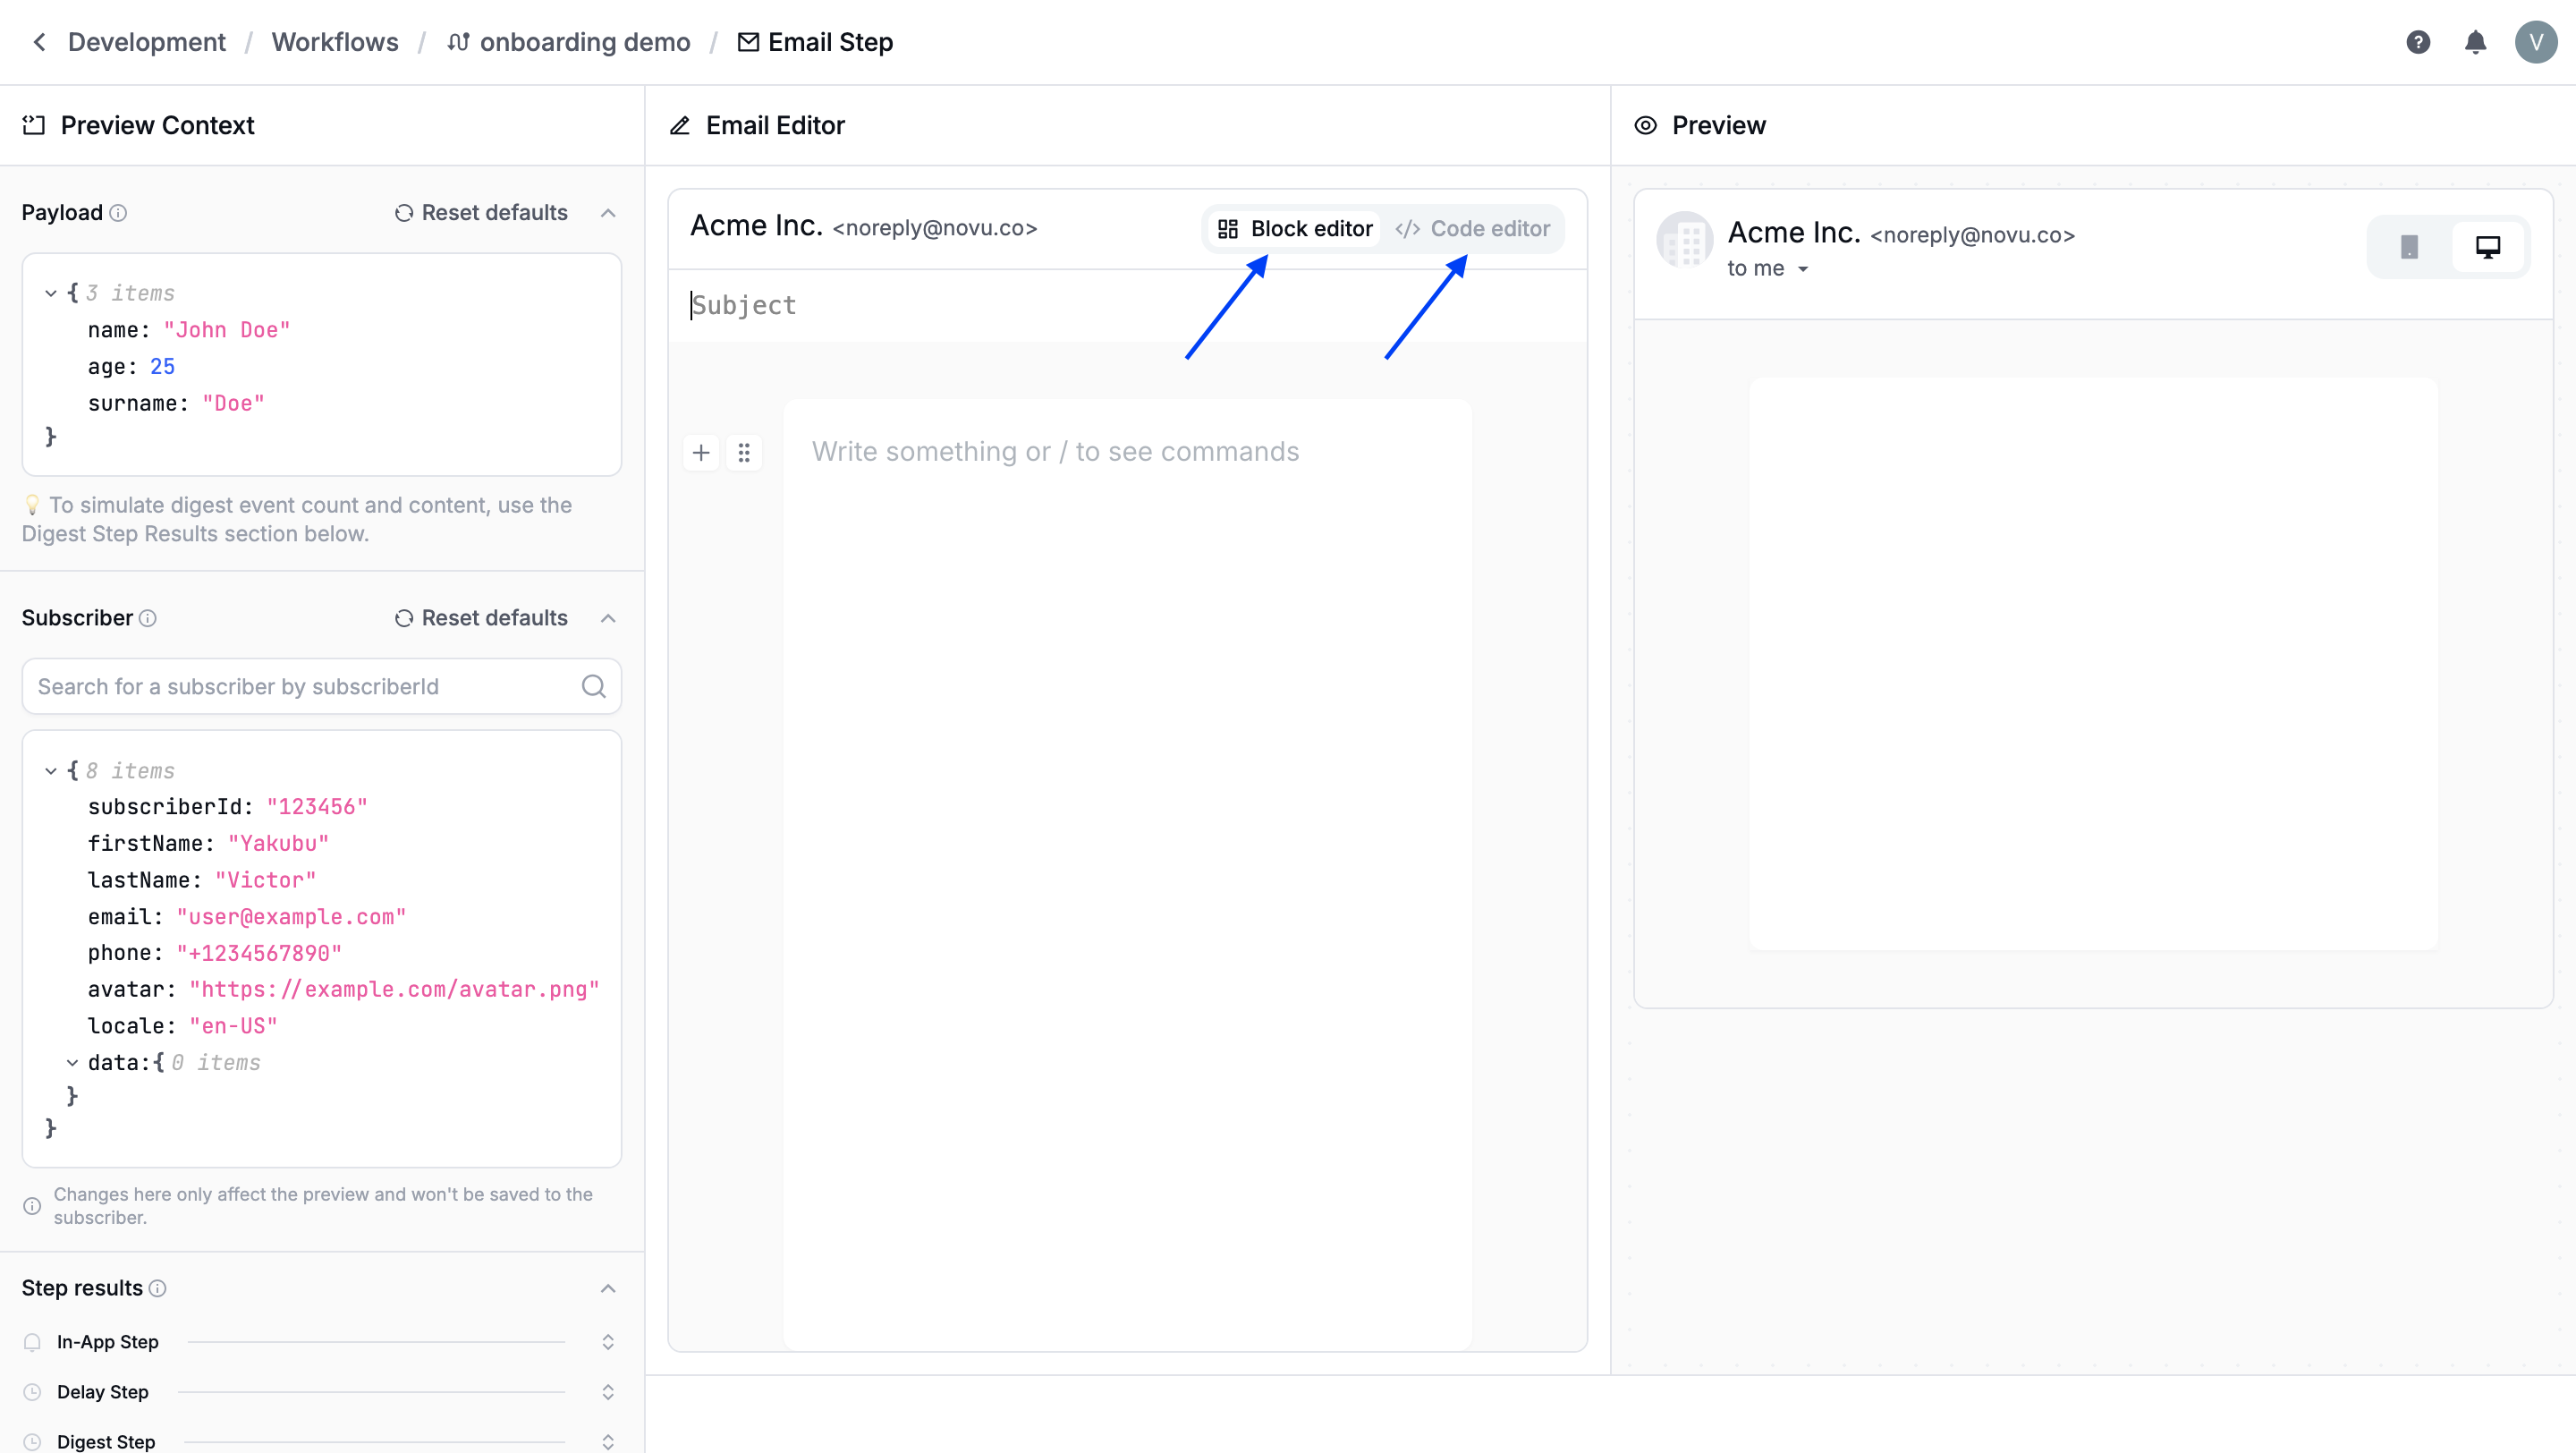 Development / Workflows / onboarding demo / Email Step
?
V
Preview Context
Payload
Reset defaults
{ 3 items
name: "John Doe"
age: 25
surname: "Doe"
}
💡 To simulate digest event count and content, use the
Digest Step Results section below.
Subscriber
Reset defaults
Search for a subscriber by subscriberId
{ 8 items
subscriberId: "123456"
firstName: "Yakubu"
lastName: "Victor"
email: "user@example.com"
phone: "+1234567890"
avatar: "https://example.com/avatar.png"
locale: "en-US"
data:{ 0 items
}
}
Changes here only affect the preview and won't be saved to the
subscriber.
Step results
In-App Step
Delay Step
Digest Step
Email Editor
Acme Inc. <noreply@novu.co>
Block editor
</> Code editor
Subject
Write something or / to see commands
Preview
Acme Inc. <noreply@novu.co>
to me